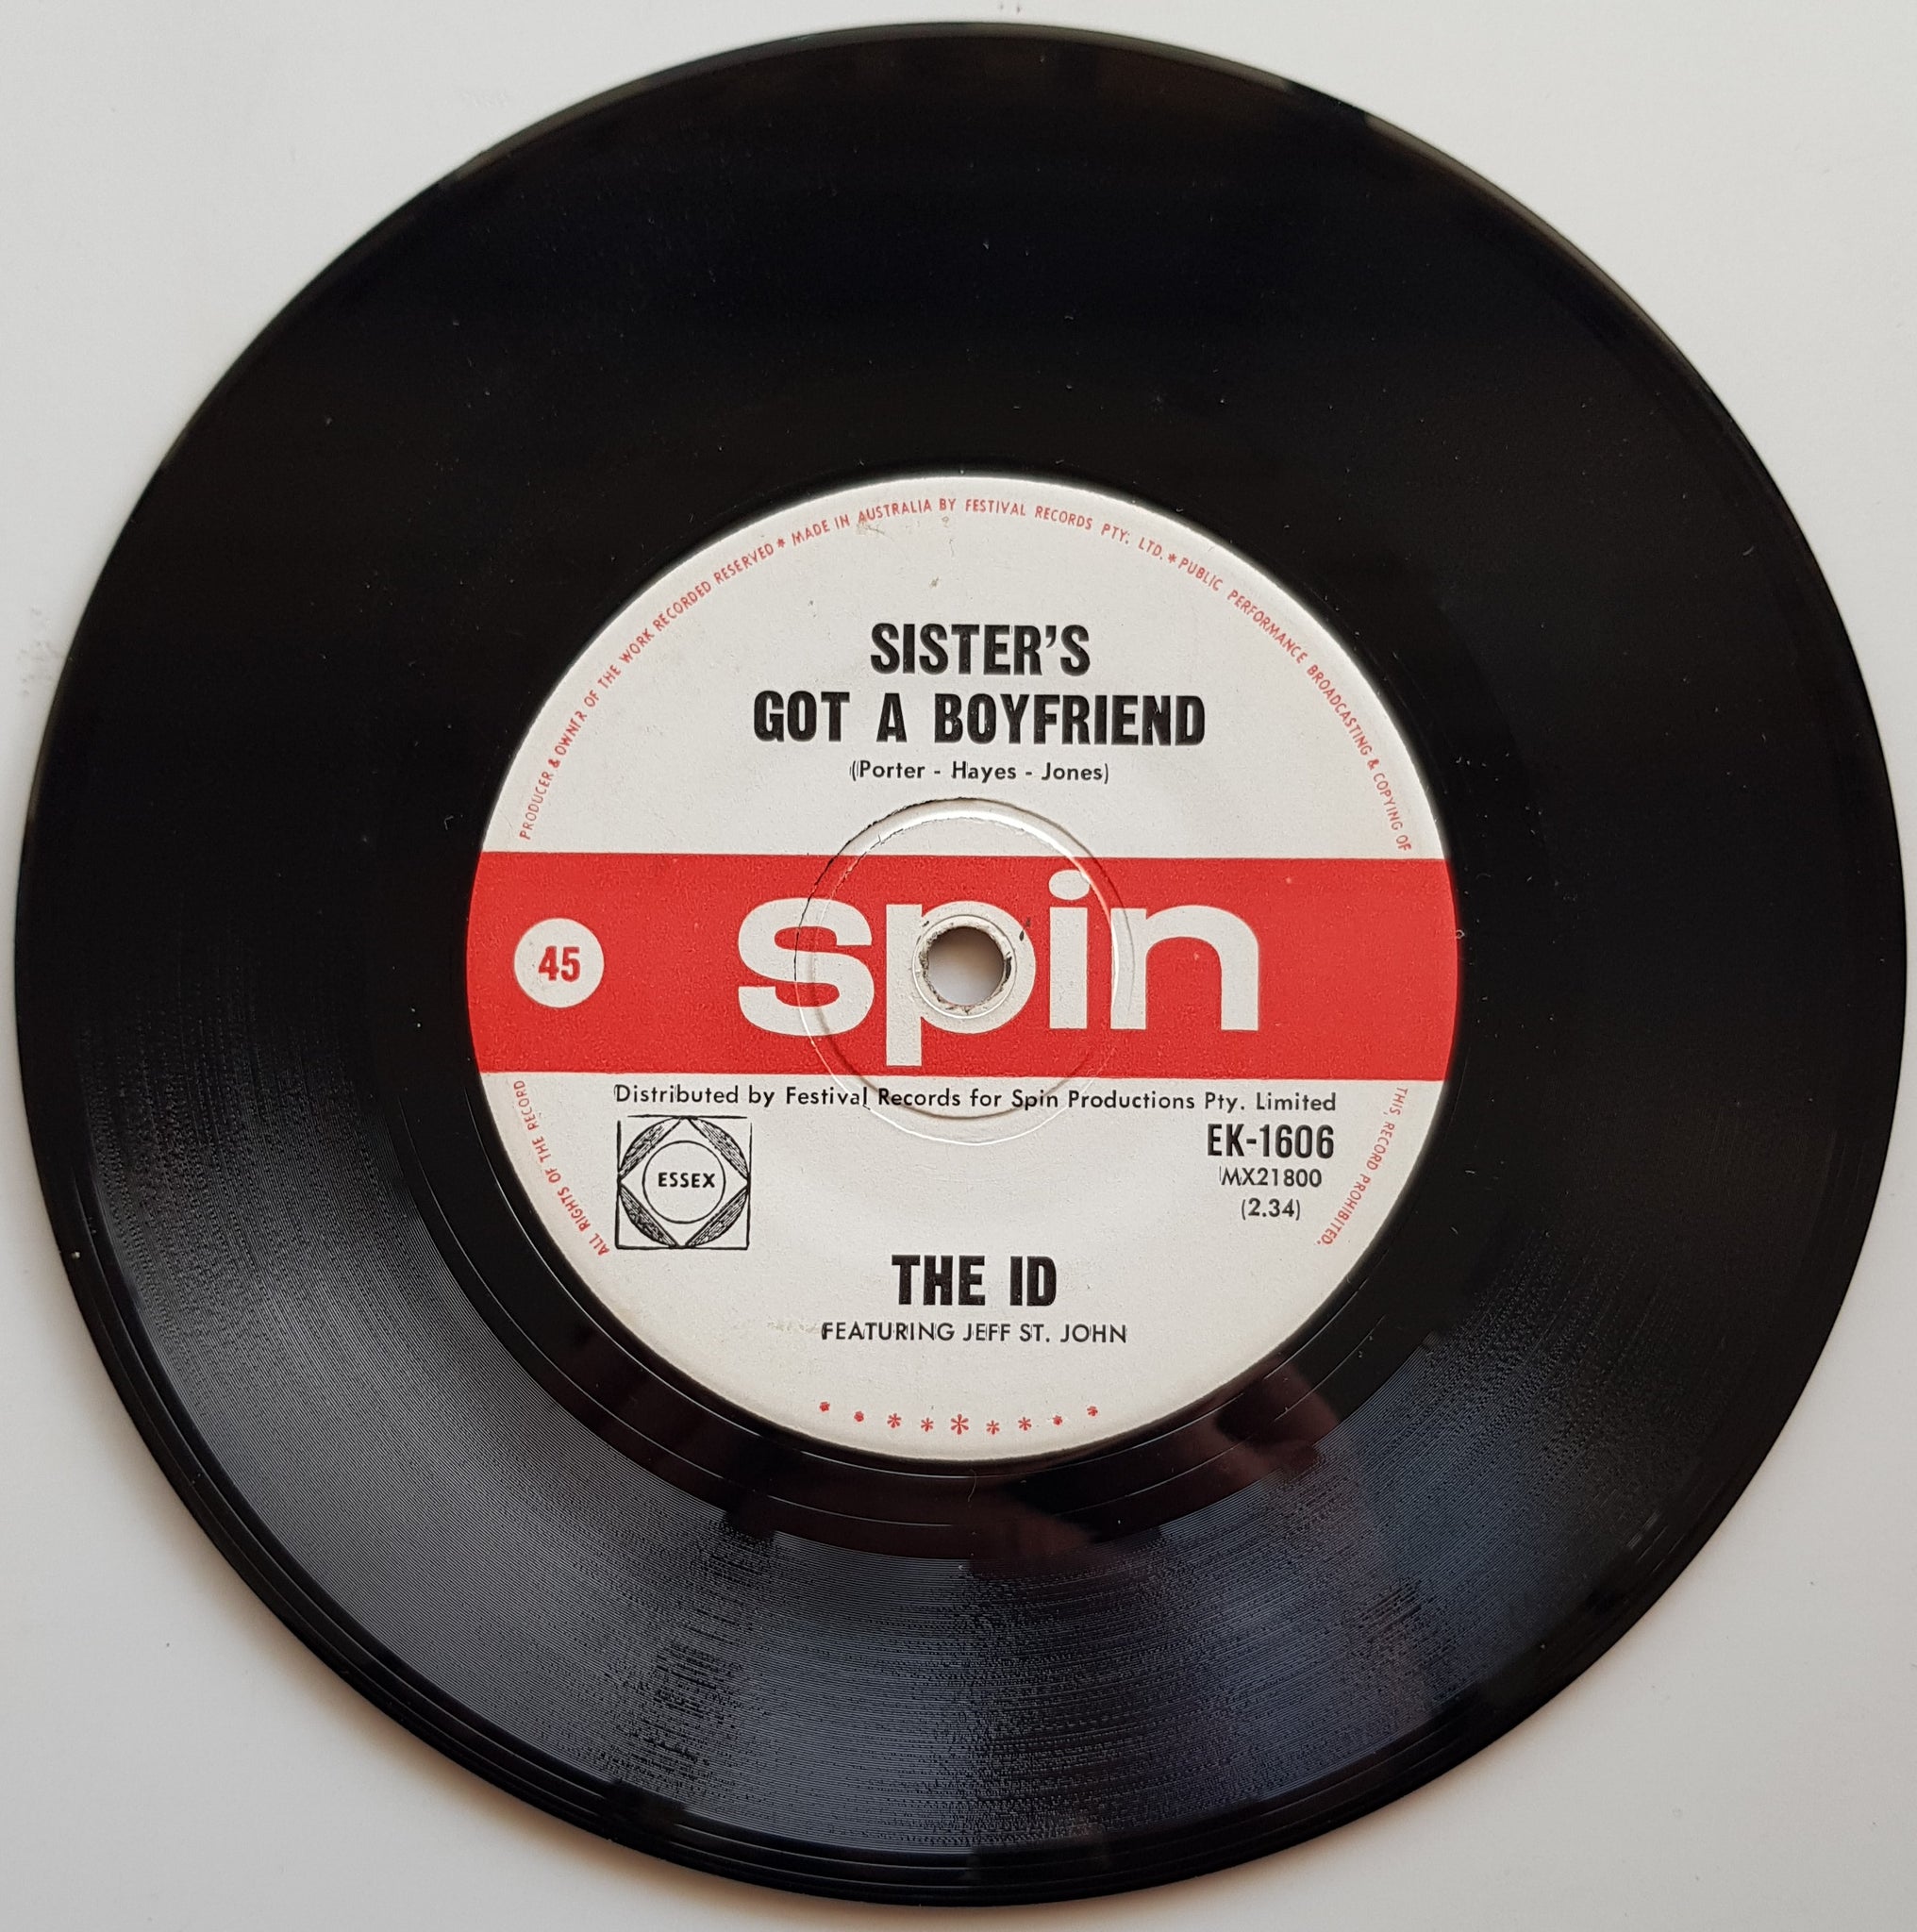 PRODUCER & OWNER OF THE WORK RECORDED RESERVED * MADE IN AUSTRALIA BY FESTIVAL RECORDS PTY. LTD. * PUBLIC PERFORMANCE BROADCASTING & COPYING OF
SISTER'S
GOT A BOYFRIEND
(Porter - Hayes - Jones)
45
spin
Distributed by Festival Records for Spin Productions Pty. Limited
ESSEX
EK-1606
MX21800
(2.34)
THE ID
FEATURING JEFF ST. JOHN
ALL RIGHTS OF THE RECORD
THIS RECORD PROHIBITED.